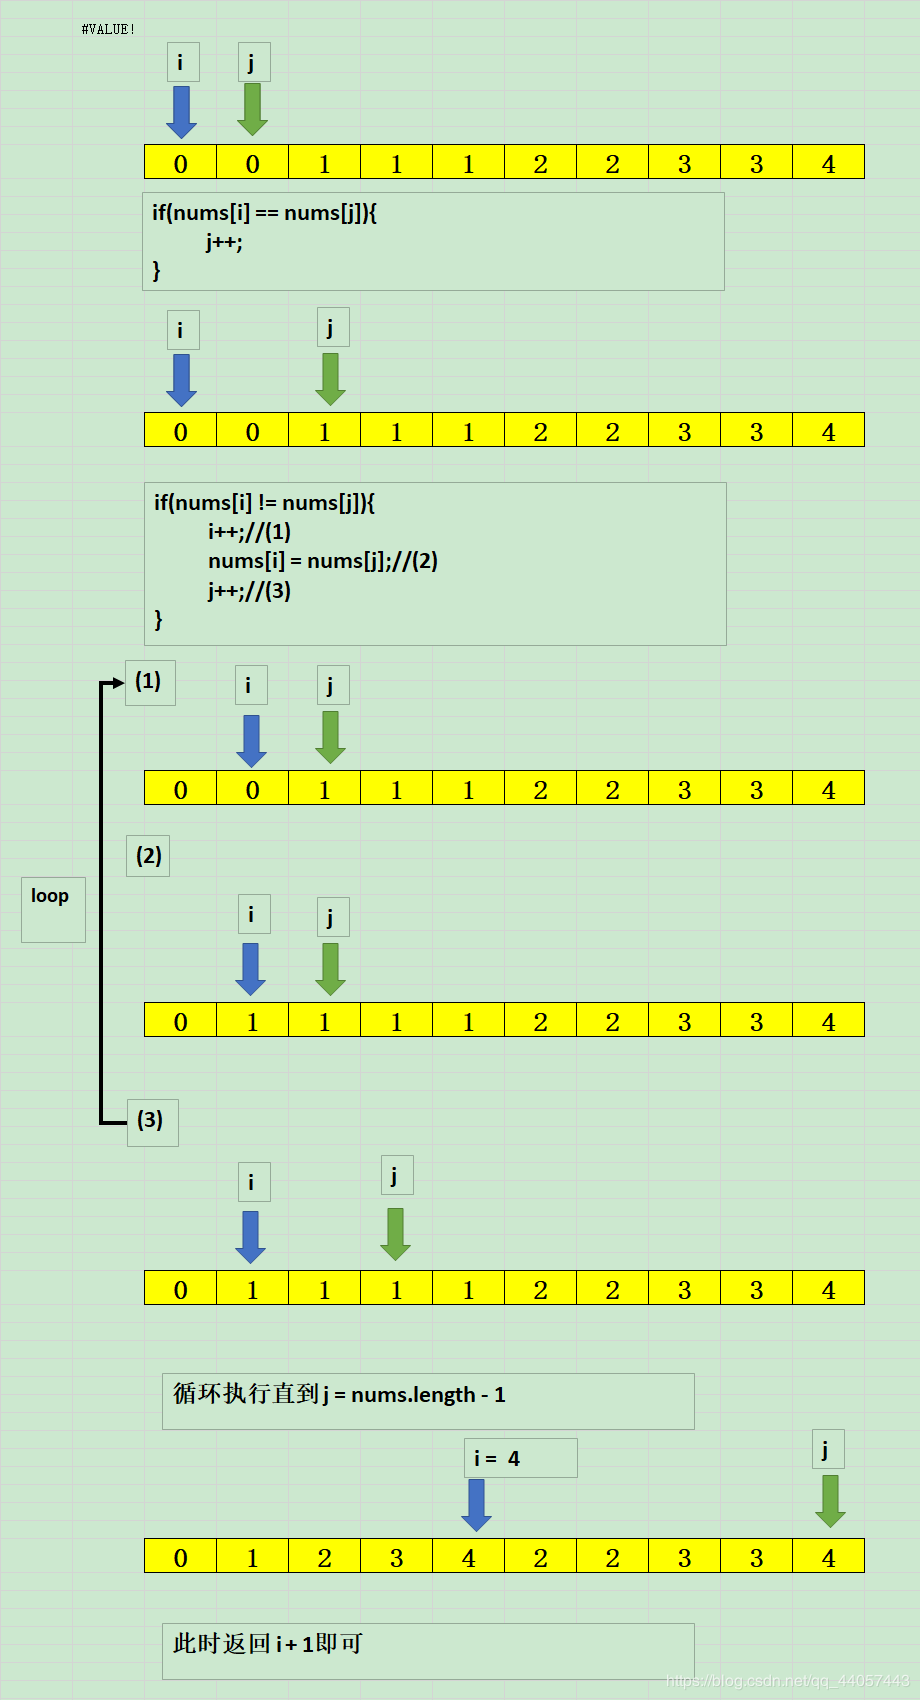 #VALUE!
i j
0 0 1 1 1 2 2 3 3 4
if(nums[i] == nums[j]){
j++;
}
i j
0 0 1 1 1 2 2 3 3 4
if(nums[i] != nums[j]){
i++;//(1)
nums[i] = nums[j];//(2)
j++;//(3)
}
(1)
i j
0 0 1 1 1 2 2 3 3 4
(2)
loop
i j
0 1 1 1 1 2 2 3 3 4
(3)
i j
0 1 1 1 1 2 2 3 3 4
循环执行直到 j = nums.length - 1
i = 4 j
0 1 2 3 4 2 2 3 3 4
此时返回 i + 1即可
https://blog.csdn.net/qq_44057443